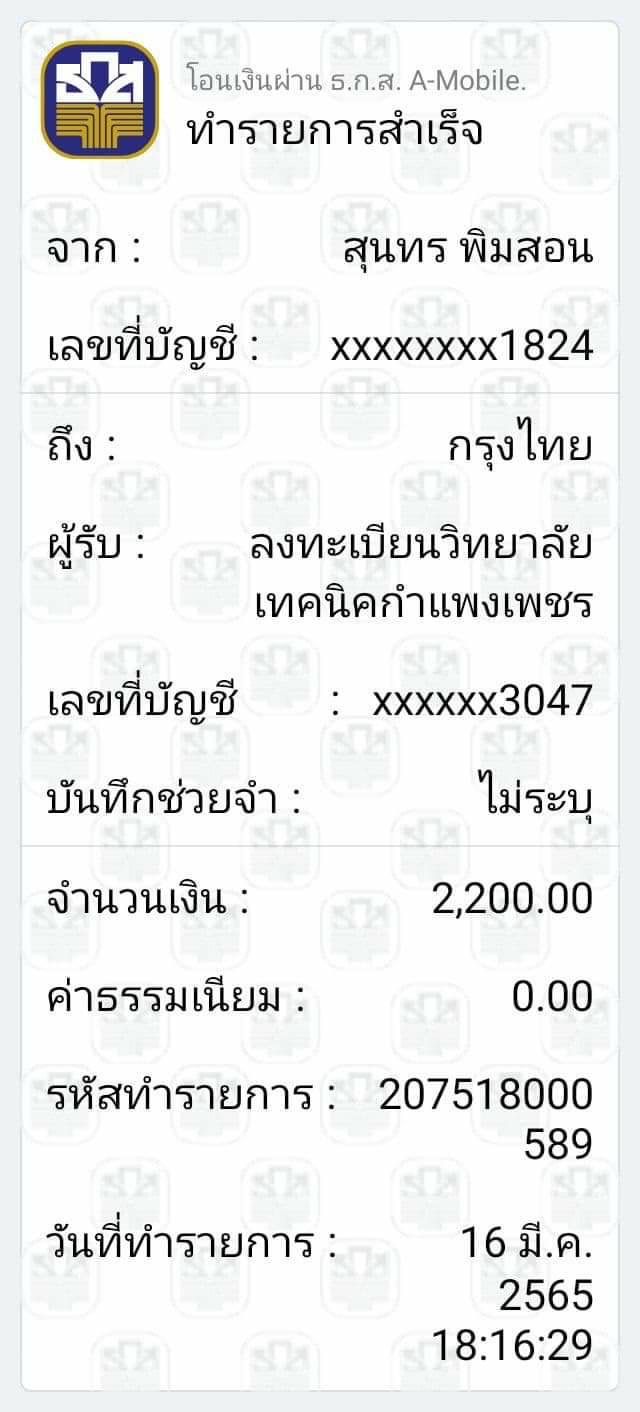 โอนเงินผ่าน ธ.ก.ส. A-Mobile.
ทำรายการสำเร็จ
จาก : สุนทร พิมสอน
เลขที่บัญชี : xxxxxxxx1824
ถึง : กรุงไทย
ผู้รับ : ลงทะเบียนวิทยาลัย
เทคนิคกำแพงเพชร
เลขที่บัญชี : xxxxxx3047
บันทึกช่วยจำ : ไม่ระบุ
จำนวนเงิน : 2,200.00
ค่าธรรมเนียม : 0.00
รหัสทำรายการ : 207518000
589
วันที่ทำรายการ : 16 มี.ค.
2565
18:16:29